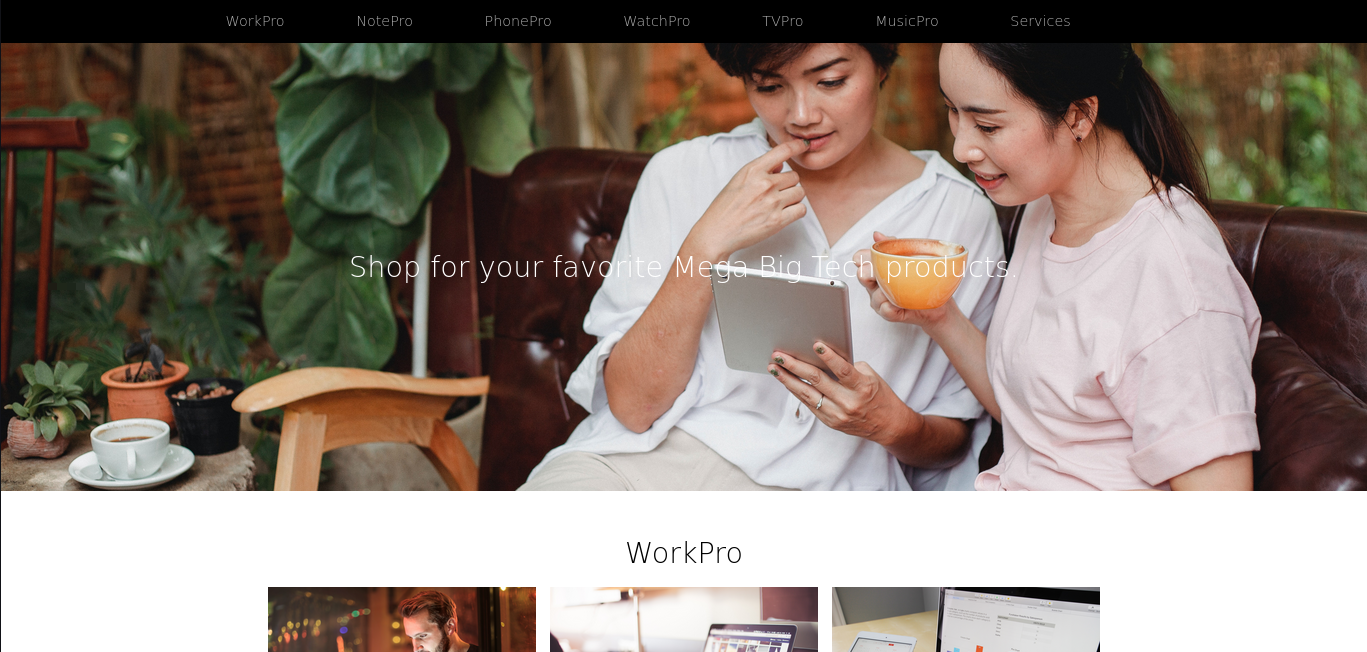 WorkPro NotePro PhonePro WatchPro TVPro MusicPro Services
Shop for your favorite Mega Big Tech products.
WorkPro